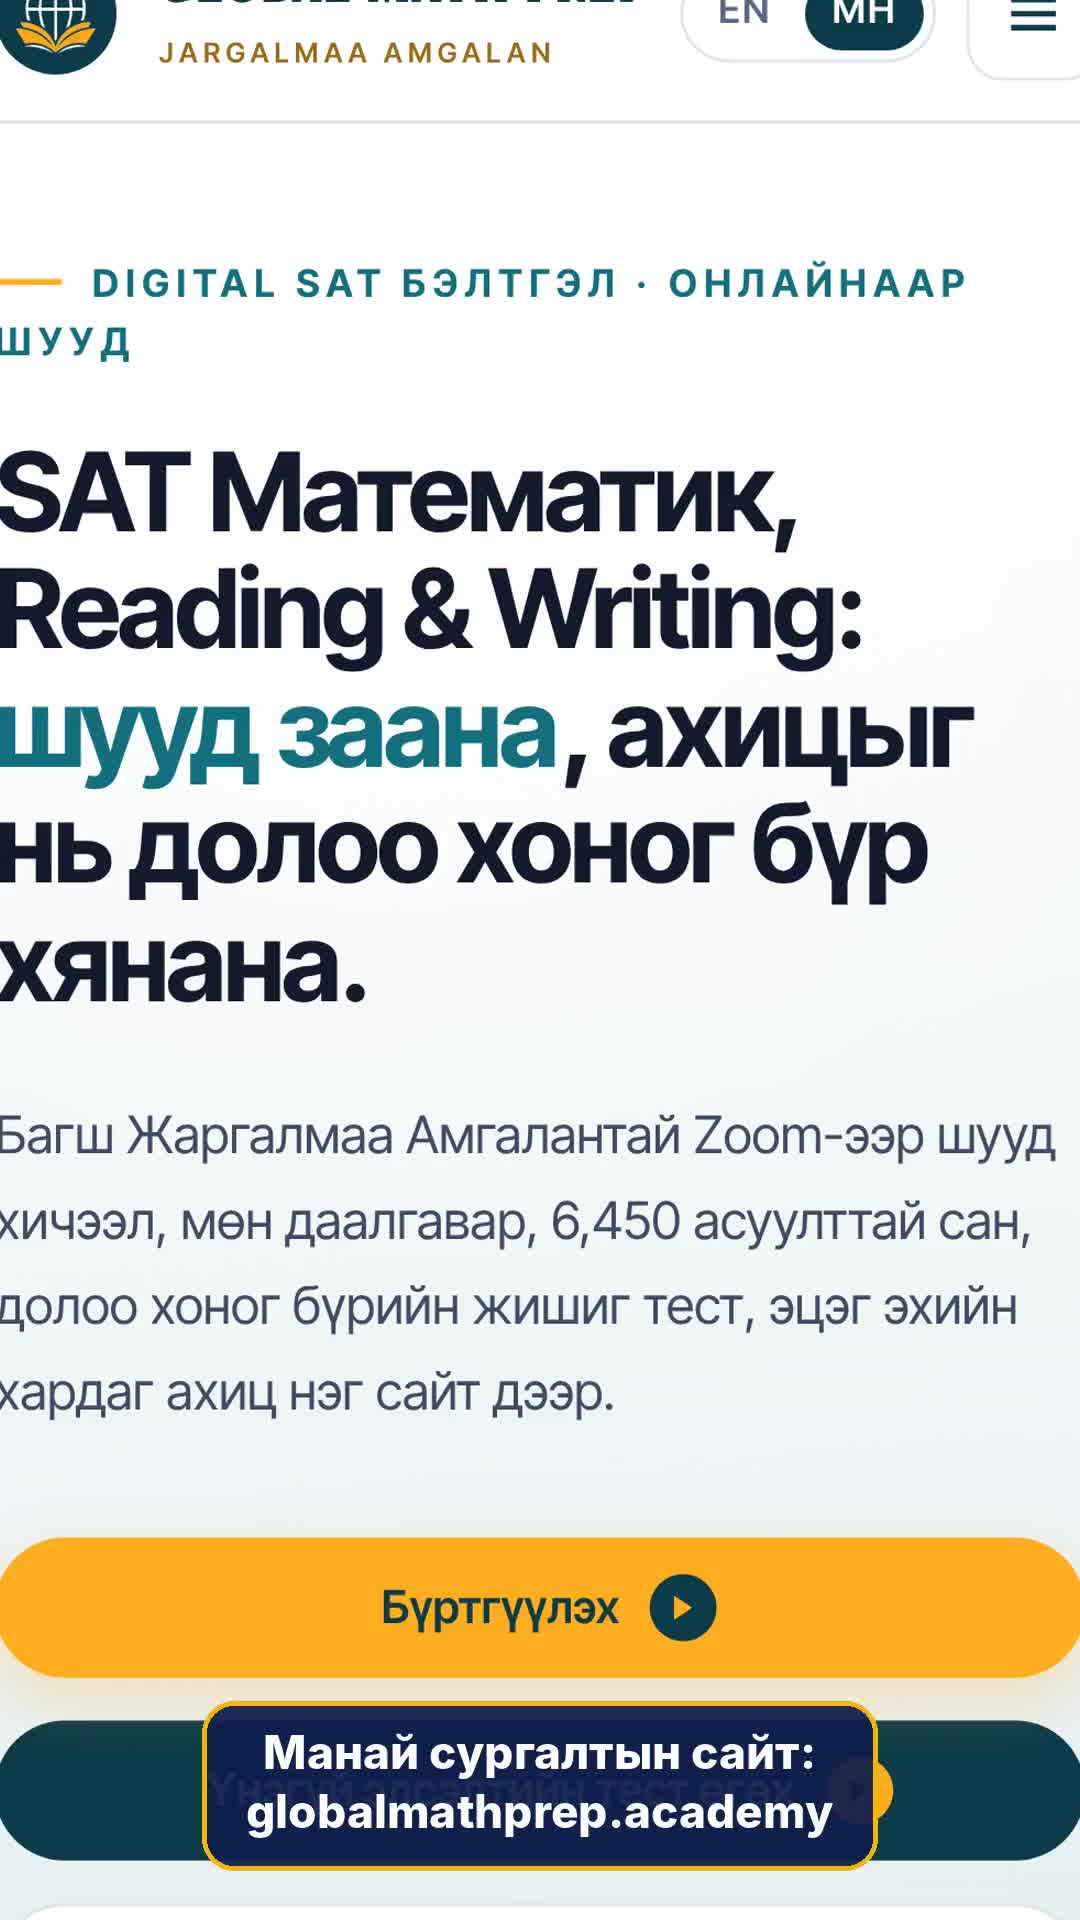 JARGALMAA AMGALAN
EN
МН
DIGITAL SAT БЭЛТГЭЛ · ОНЛАЙНААР
ШУУД
SAT Математик,
Reading & Writing:
шууд заана, ахицыг
нь долоо хоног бүр
хянана.
Багш Жаргалмаа Амгалантай Zoom-ээр шууд
хичээл, мөн даалгавар, 6,450 асуулттай сан,
долоо хоног бүрийн жишиг тест, эцэг эхийн
хардаг ахиц нэг сайт дээр.
Бүртгүүлэх
Манай сургалтын сайт:
globalmathprep.academy